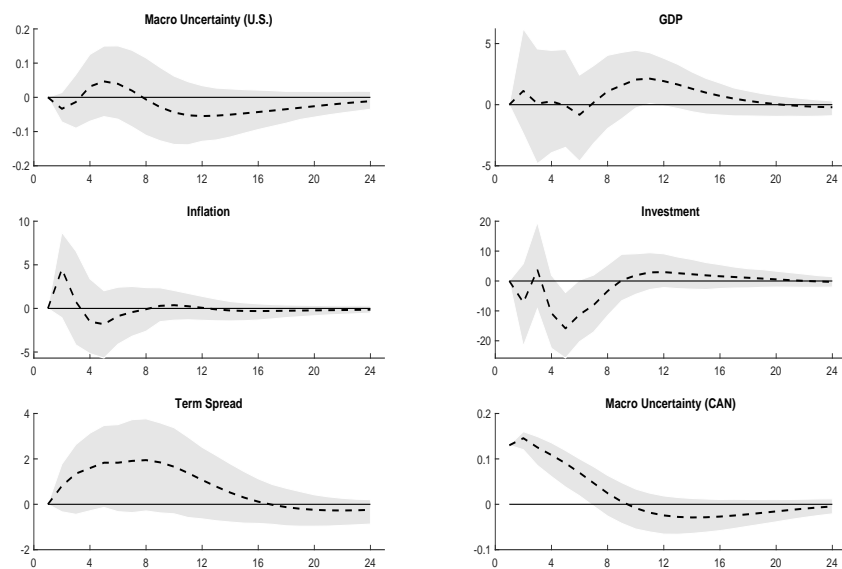 Macro Uncertainty (U.S.)
0.2
0.1
0
-0.1
-0.2
0 4 8 12 16 20 24
GDP
5
0
-5
0 4 8 12 16 20 24
Inflation
10
5
0
-5
0 4 8 12 16 20 24
Investment
20
10
0
-10
-20
0 4 8 12 16 20 24
Term Spread
4
2
0
-2
0 4 8 12 16 20 24
Macro Uncertainty (CAN)
0.2
0.1
0
-0.1
0 4 8 12 16 20 24